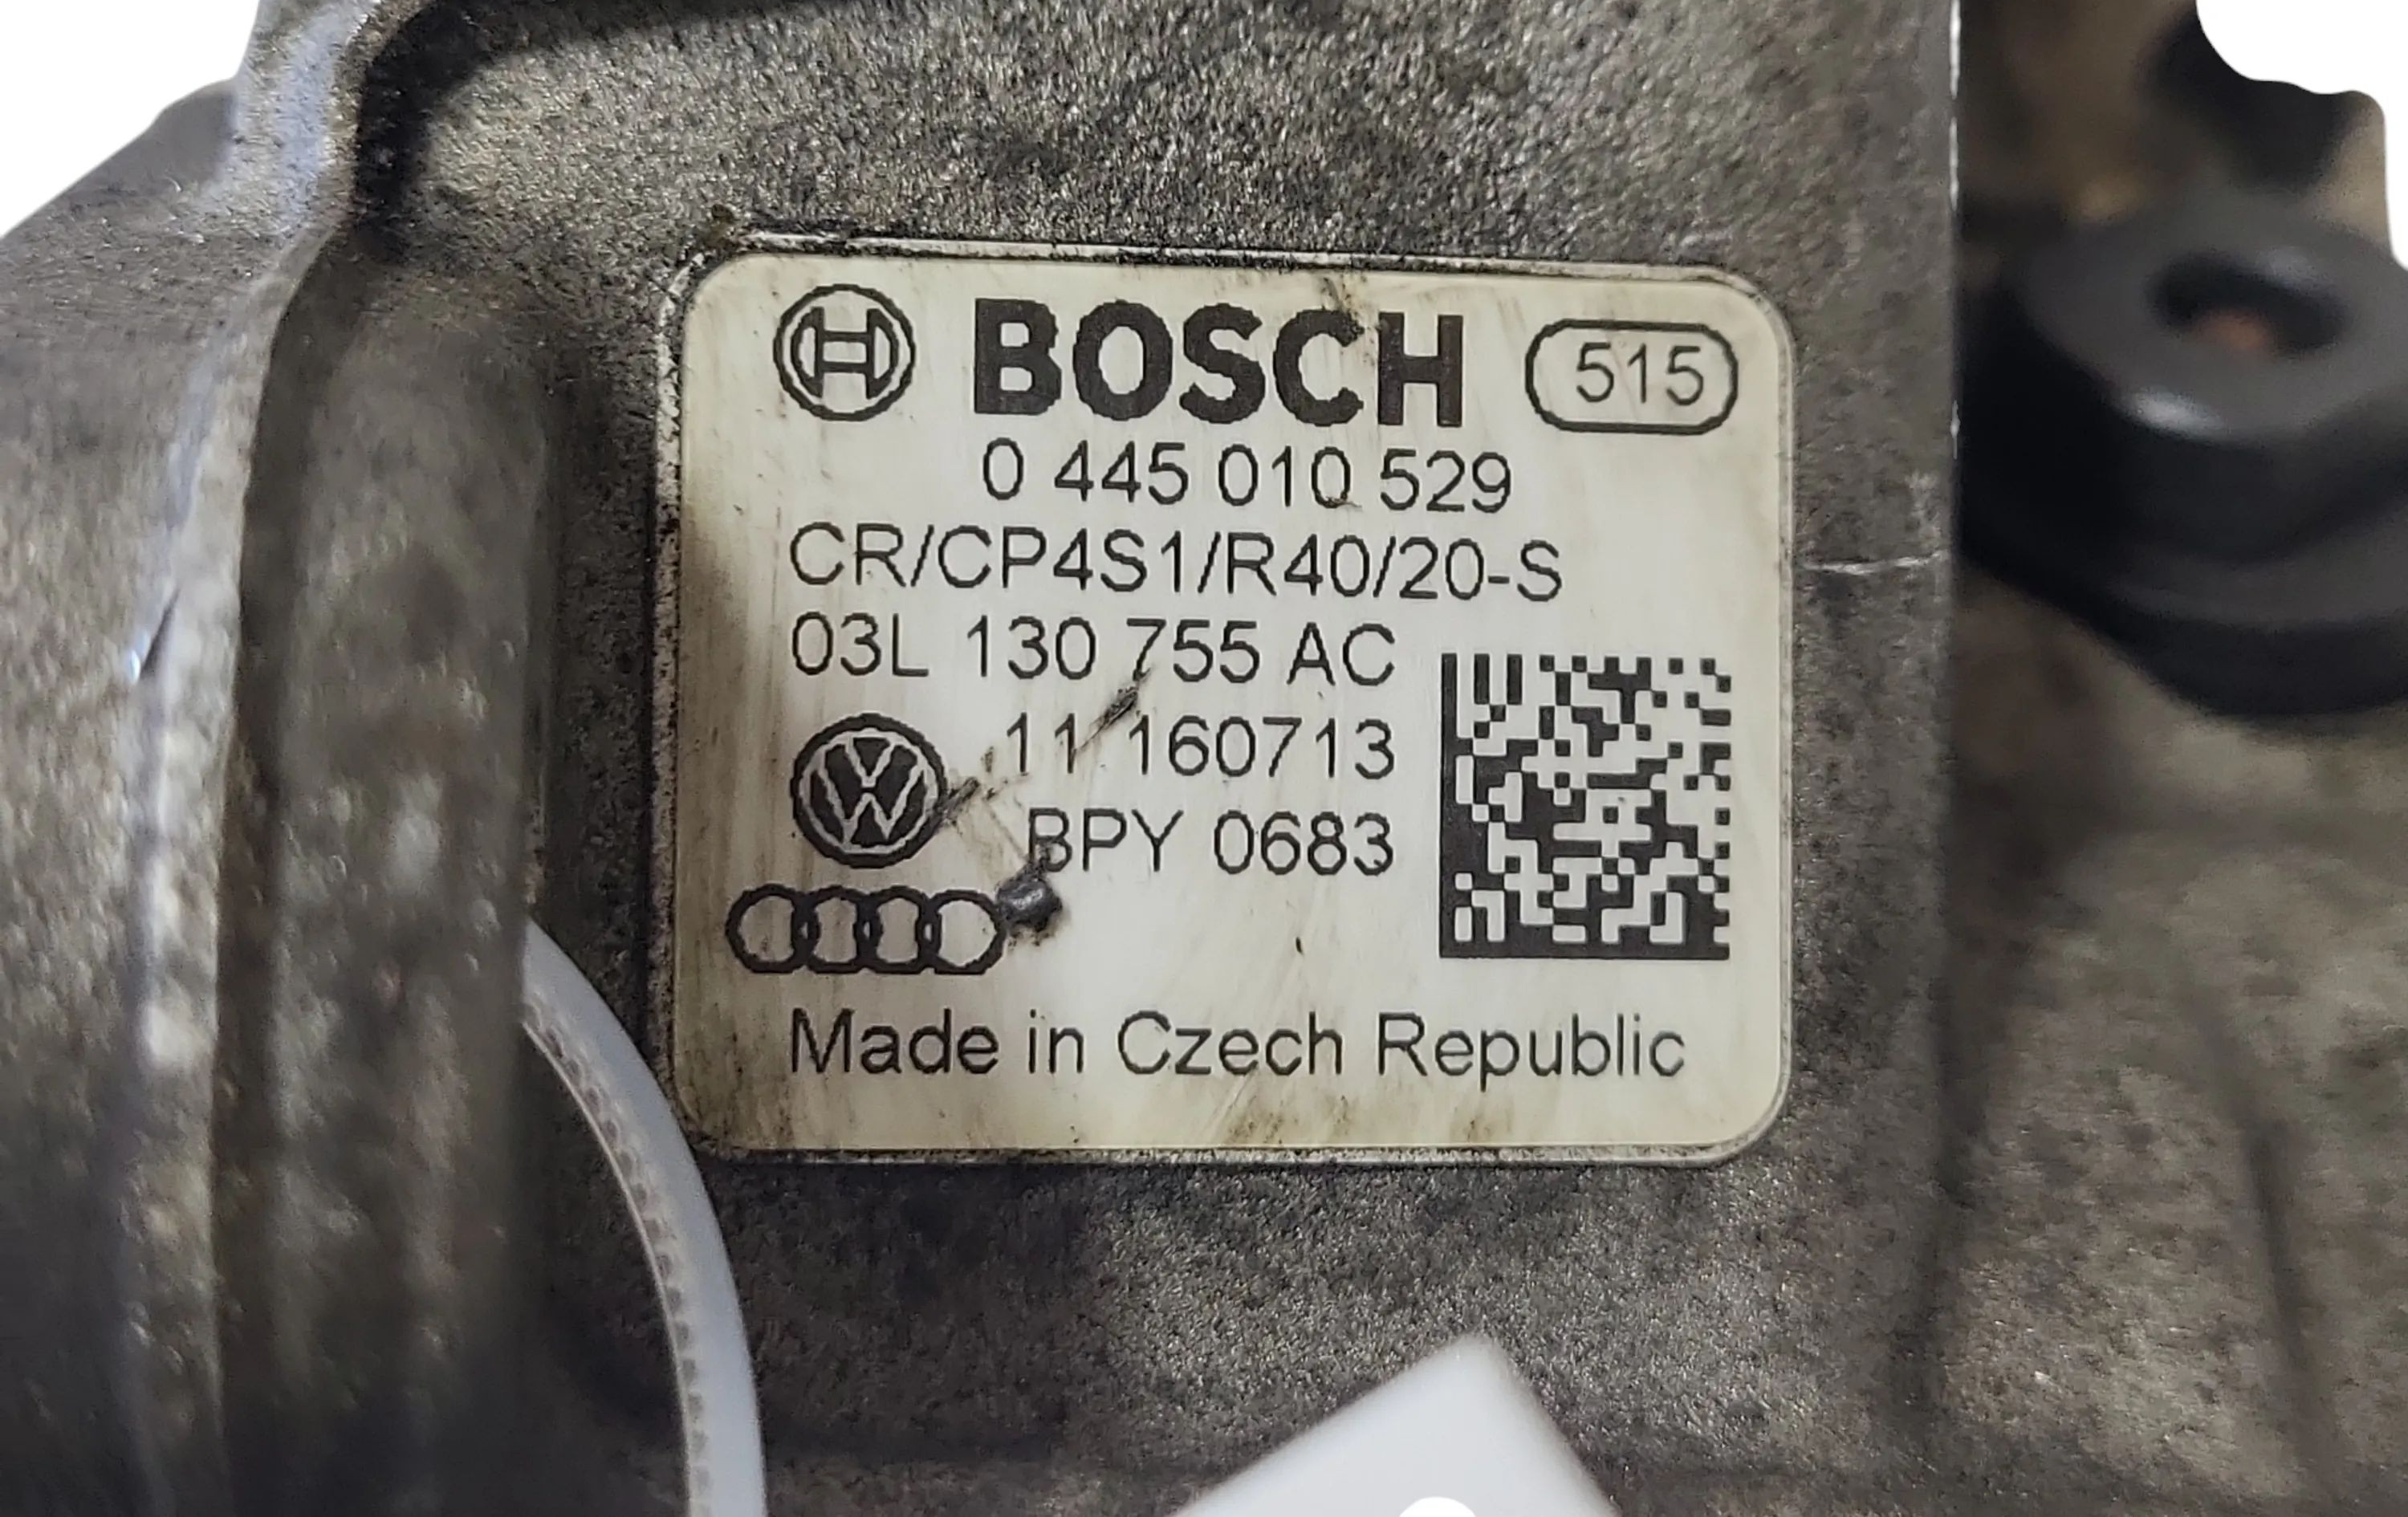 BOSCH 515
0 445 010 529
CR/CP4S1/R40/20-S
03L 130 755 AC
11 160713
BPY 0683
Made in Czech Republic